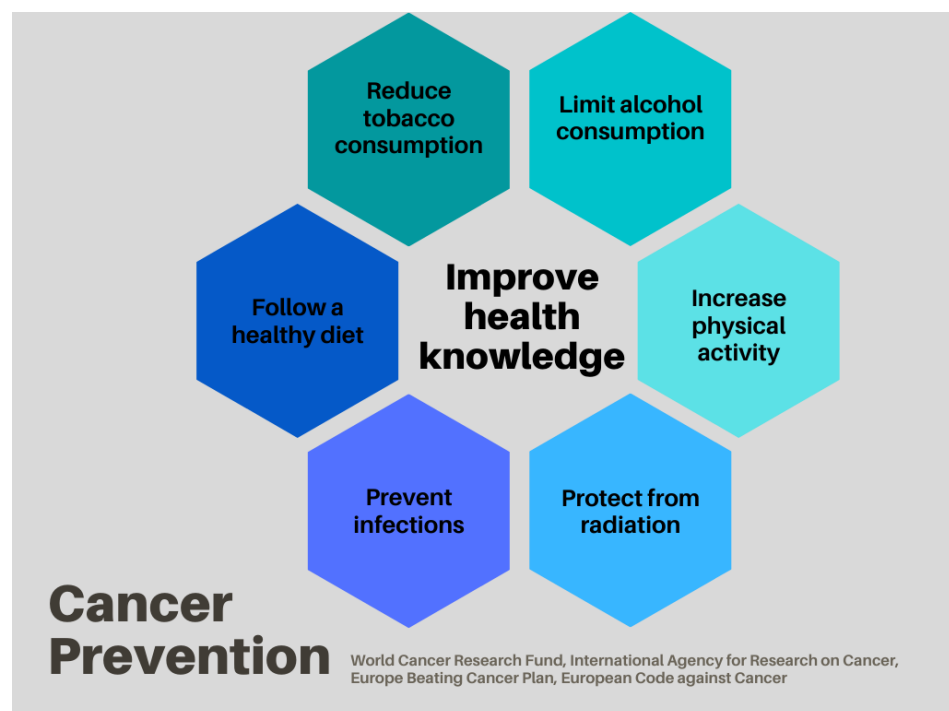 Reduce
tobacco
consumption
Limit alcohol
consumption
Follow a
healthy diet
Improve
health
knowledge
Increase
physical
activity
Prevent
infections
Protect from
radiation
Cancer
Prevention
World Cancer Research Fund, International Agency for Research on Cancer,
Europe Beating Cancer Plan, European Code against Cancer